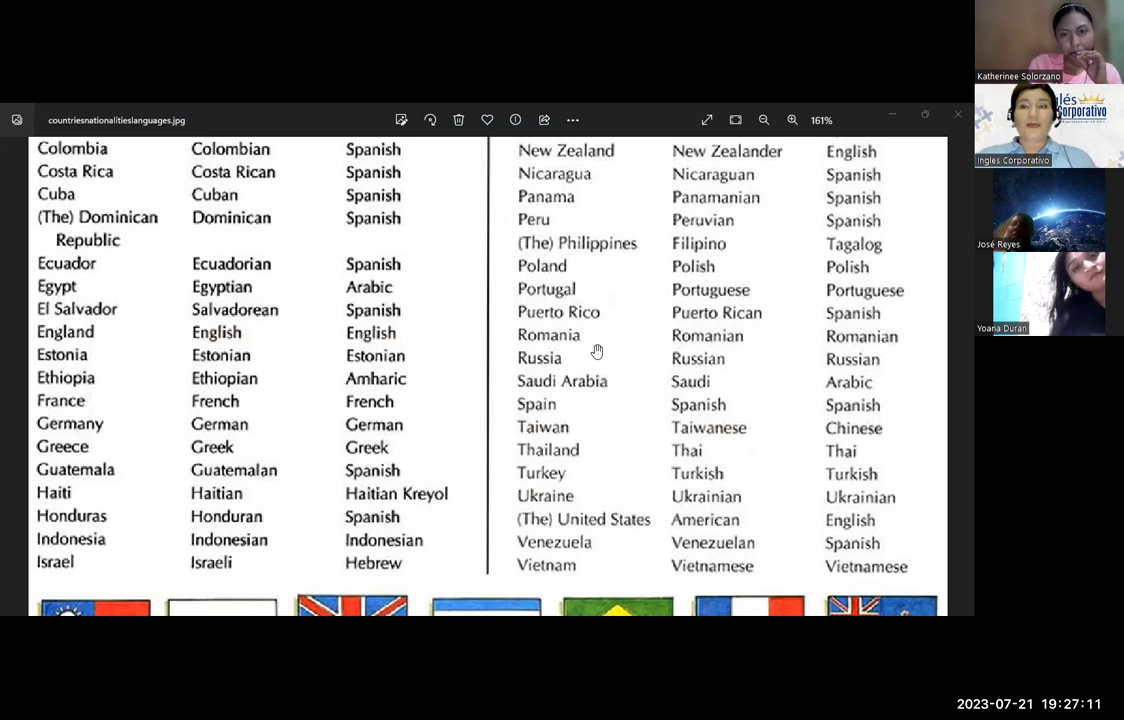 countriesnationalitieslanguages.jpg
161%
Colombia Colombian Spanish
Costa Rica Costa Rican Spanish
Cuba Cuban Spanish
(The) Dominican Dominican Spanish
Republic
Ecuador Ecuadorian Spanish
Egypt Egyptian Arabic
El Salvador Salvadorean Spanish
England English English
Estonia Estonian Estonian
Ethiopia Ethiopian Amharic
France French French
Germany German German
Greece Greek Greek
Guatemala Guatemalan Spanish
Haiti Haitian Haitian Kreyol
Honduras Honduran Spanish
Indonesia Indonesian Indonesian
Israel Israeli Hebrew
New Zealand New Zealander English
Nicaragua Nicaraguan Spanish
Panama Panamanian Spanish
Peru Peruvian Spanish
(The) Philippines Filipino Tagalog
Poland Polish Polish
Portugal Portuguese Portuguese
Puerto Rico Puerto Rican Spanish
Romania Romanian Romanian
Russia Russian Russian
Saudi Arabia Saudi Arabic
Spain Spanish Spanish
Taiwan Taiwanese Chinese
Thailand Thai Thai
Turkey Turkish Turkish
Ukraine Ukrainian Ukrainian
(The) United States American English
Venezuela Venezuelan Spanish
Vietnam Vietnamese Vietnamese
Katherinee Solorzano
Ingles Corporativo
José Reyes
Yoana Duran
2023-07-21 19:27:11